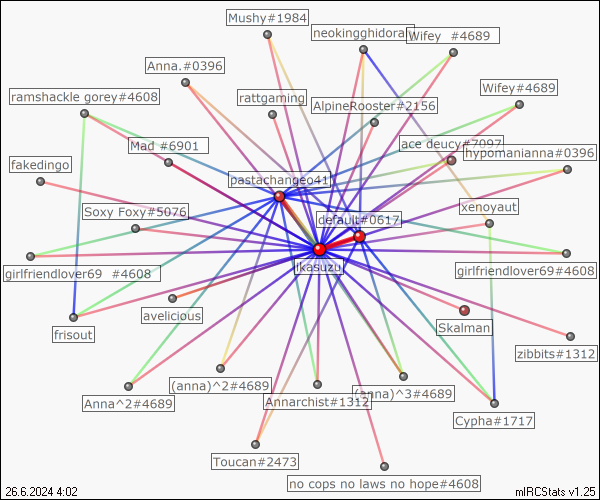 Mushy#1984
neokingghidora
Wifey #4689
Anna.#0396
Wifey#4689
ramshackle gorey#4608
rattgaming
AlpineRooster#2156
Mad #6901
ace deucy#7097
hypomanianna#0396
fakedingo
pastachangeo41
Soxy Foxy#5076
default#0617
xenoyaut
girlfriendlover69 #4608
ikasuzu
girlfriendlover69#4608
avelicious
Skalman
frisout
zibbits#1312
(anna)^2#4689
(anna)^3#4689
Anna^2#4689
Annarchist#1312
Cypha#1717
Toucan#2473
no cops no laws no hope#4608
26.6.2024 4:02
mIRCStats v1.25